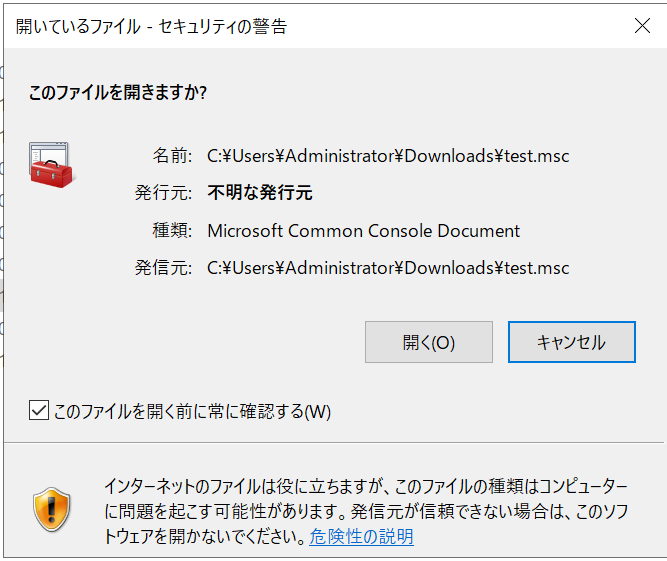 開いているファイル - セキュリティの警告
このファイルを開きますか?
名前: C:¥Users¥Administrator¥Downloads¥test.msc
発行元: 不明な発行元
種類: Microsoft Common Console Document
発信元: C:¥Users¥Administrator¥Downloads¥test.msc
開く(O) キャンセル
このファイルを開く前に常に確認する(W)
インターネットのファイルは役に立ちますが、このファイルの種類はコンピューター
に問題を起こす可能性があります。発信元が信頼できない場合は、このソフ
トウェアを開かないでください。危険性の説明